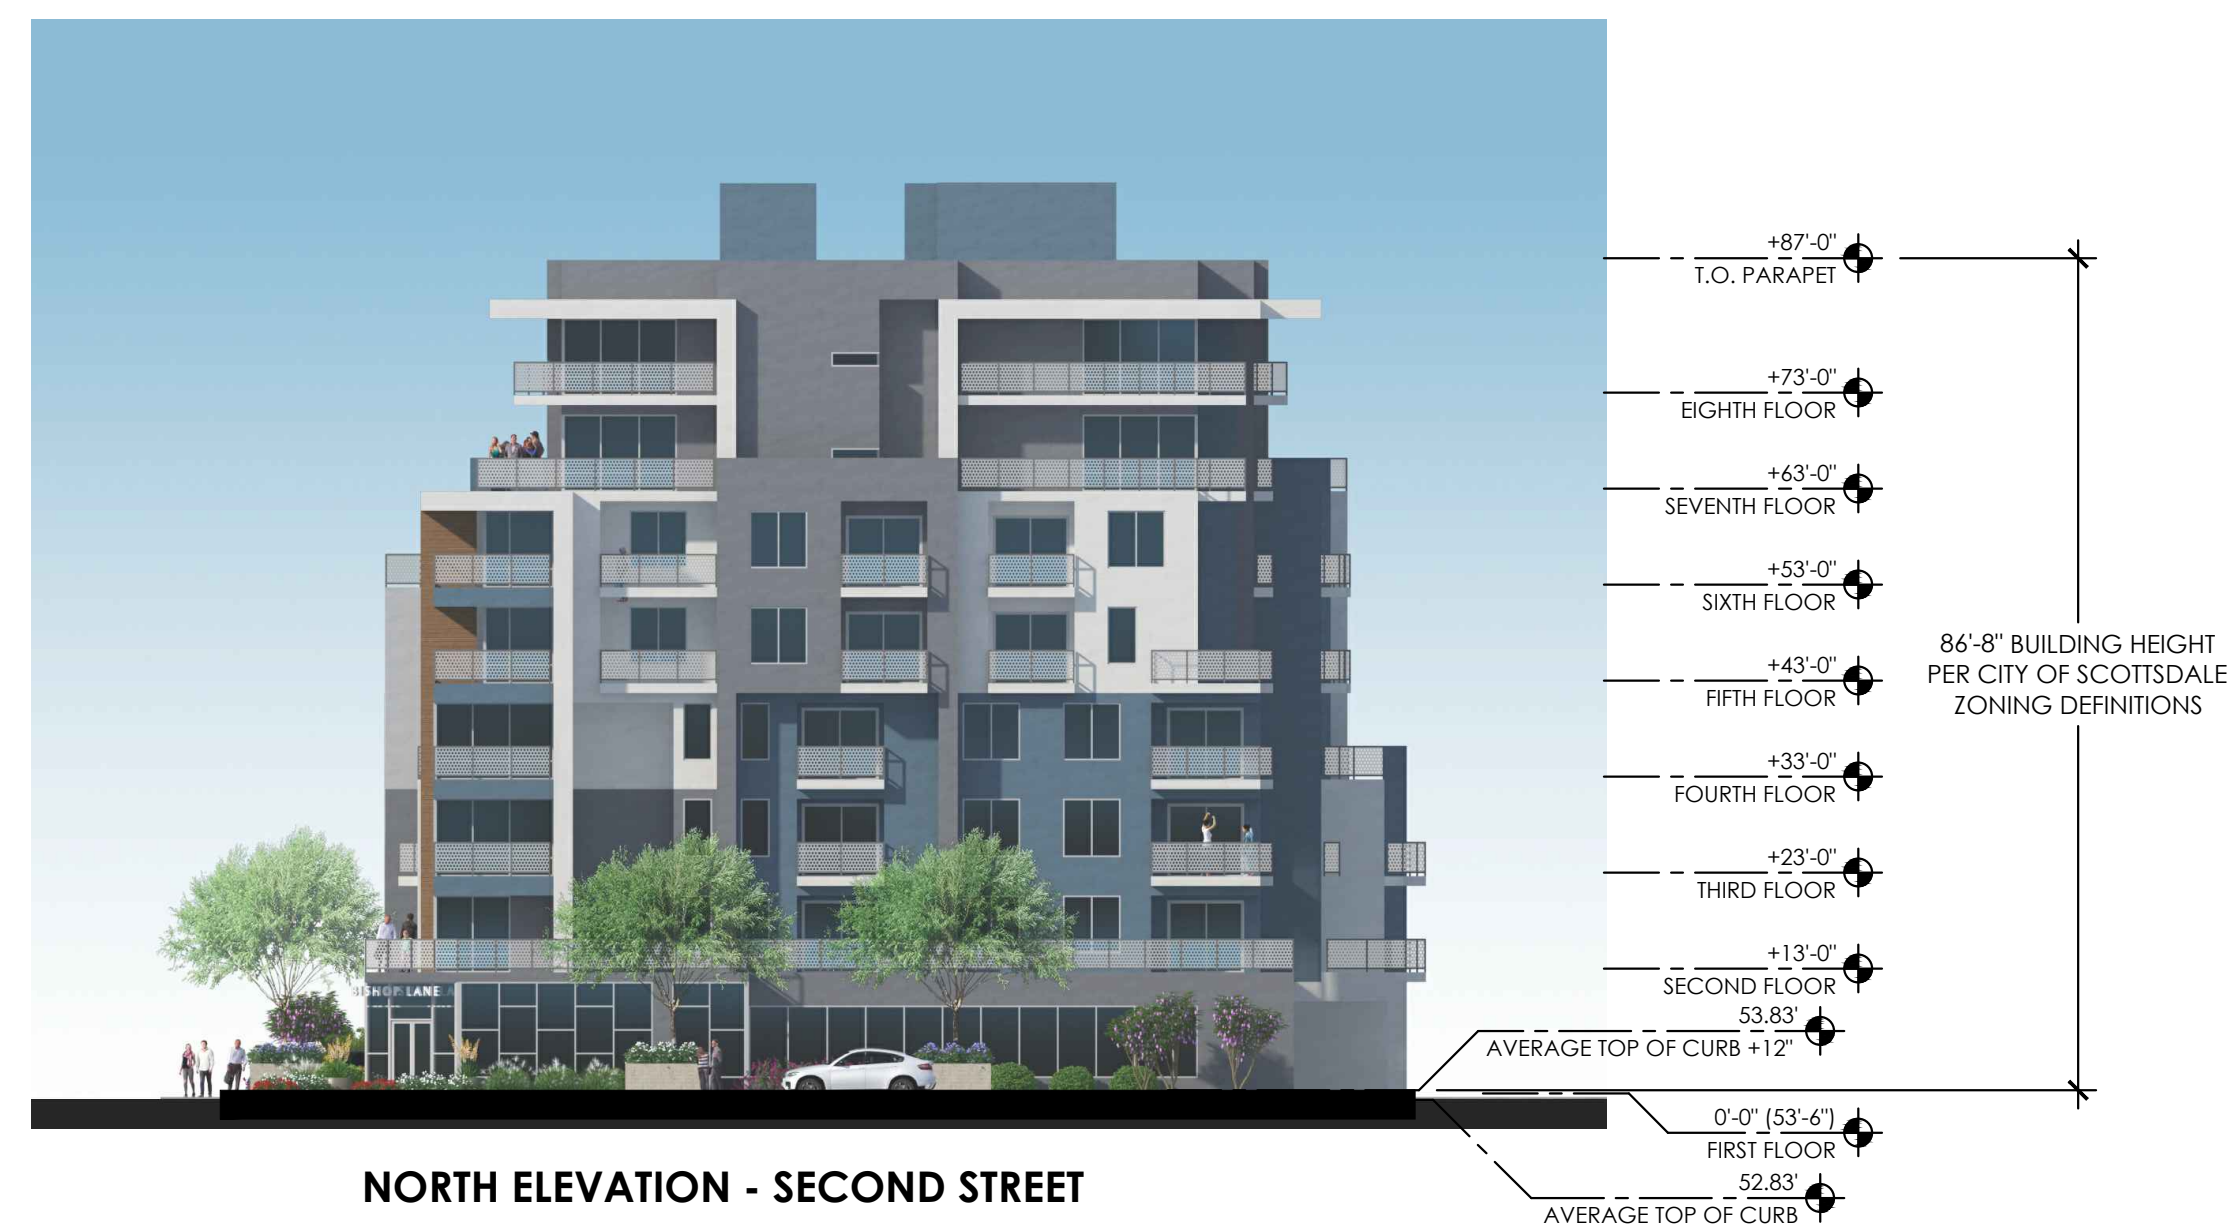 +87'-0"
T.O. PARAPET
+73'-0"
EIGHTH FLOOR
+63'-0"
SEVENTH FLOOR
+53'-0"
SIXTH FLOOR
86'-8" BUILDING HEIGHT
PER CITY OF SCOTTSDALE
ZONING DEFINITIONS
+43'-0"
FIFTH FLOOR
+33'-0"
FOURTH FLOOR
+23'-0"
THIRD FLOOR
+13'-0"
SECOND FLOOR
BISHOPS LANE
53.83'
AVERAGE TOP OF CURB +12"
0'-0" (53'-6")
FIRST FLOOR
52.83'
AVERAGE TOP OF CURB
NORTH ELEVATION - SECOND STREET